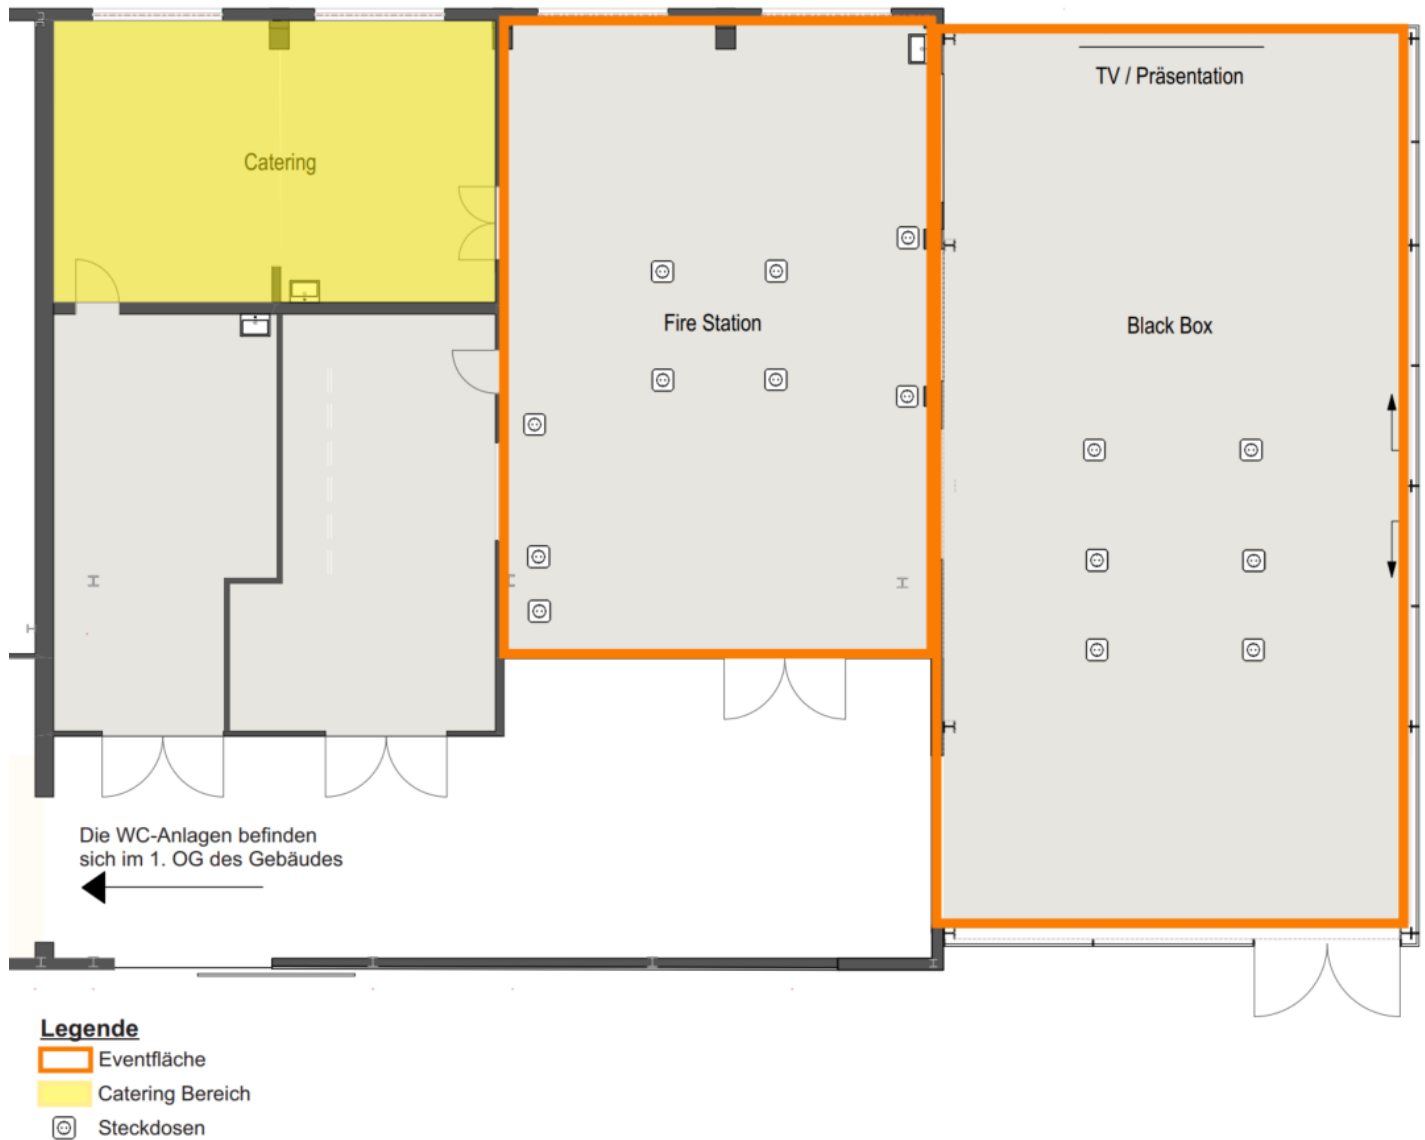 TV / Präsentation
Catering
Fire Station
Black Box
Die WC-Anlagen befinden
sich im 1. OG des Gebäudes
Legende
Eventfläche
Catering Bereich
Steckdosen